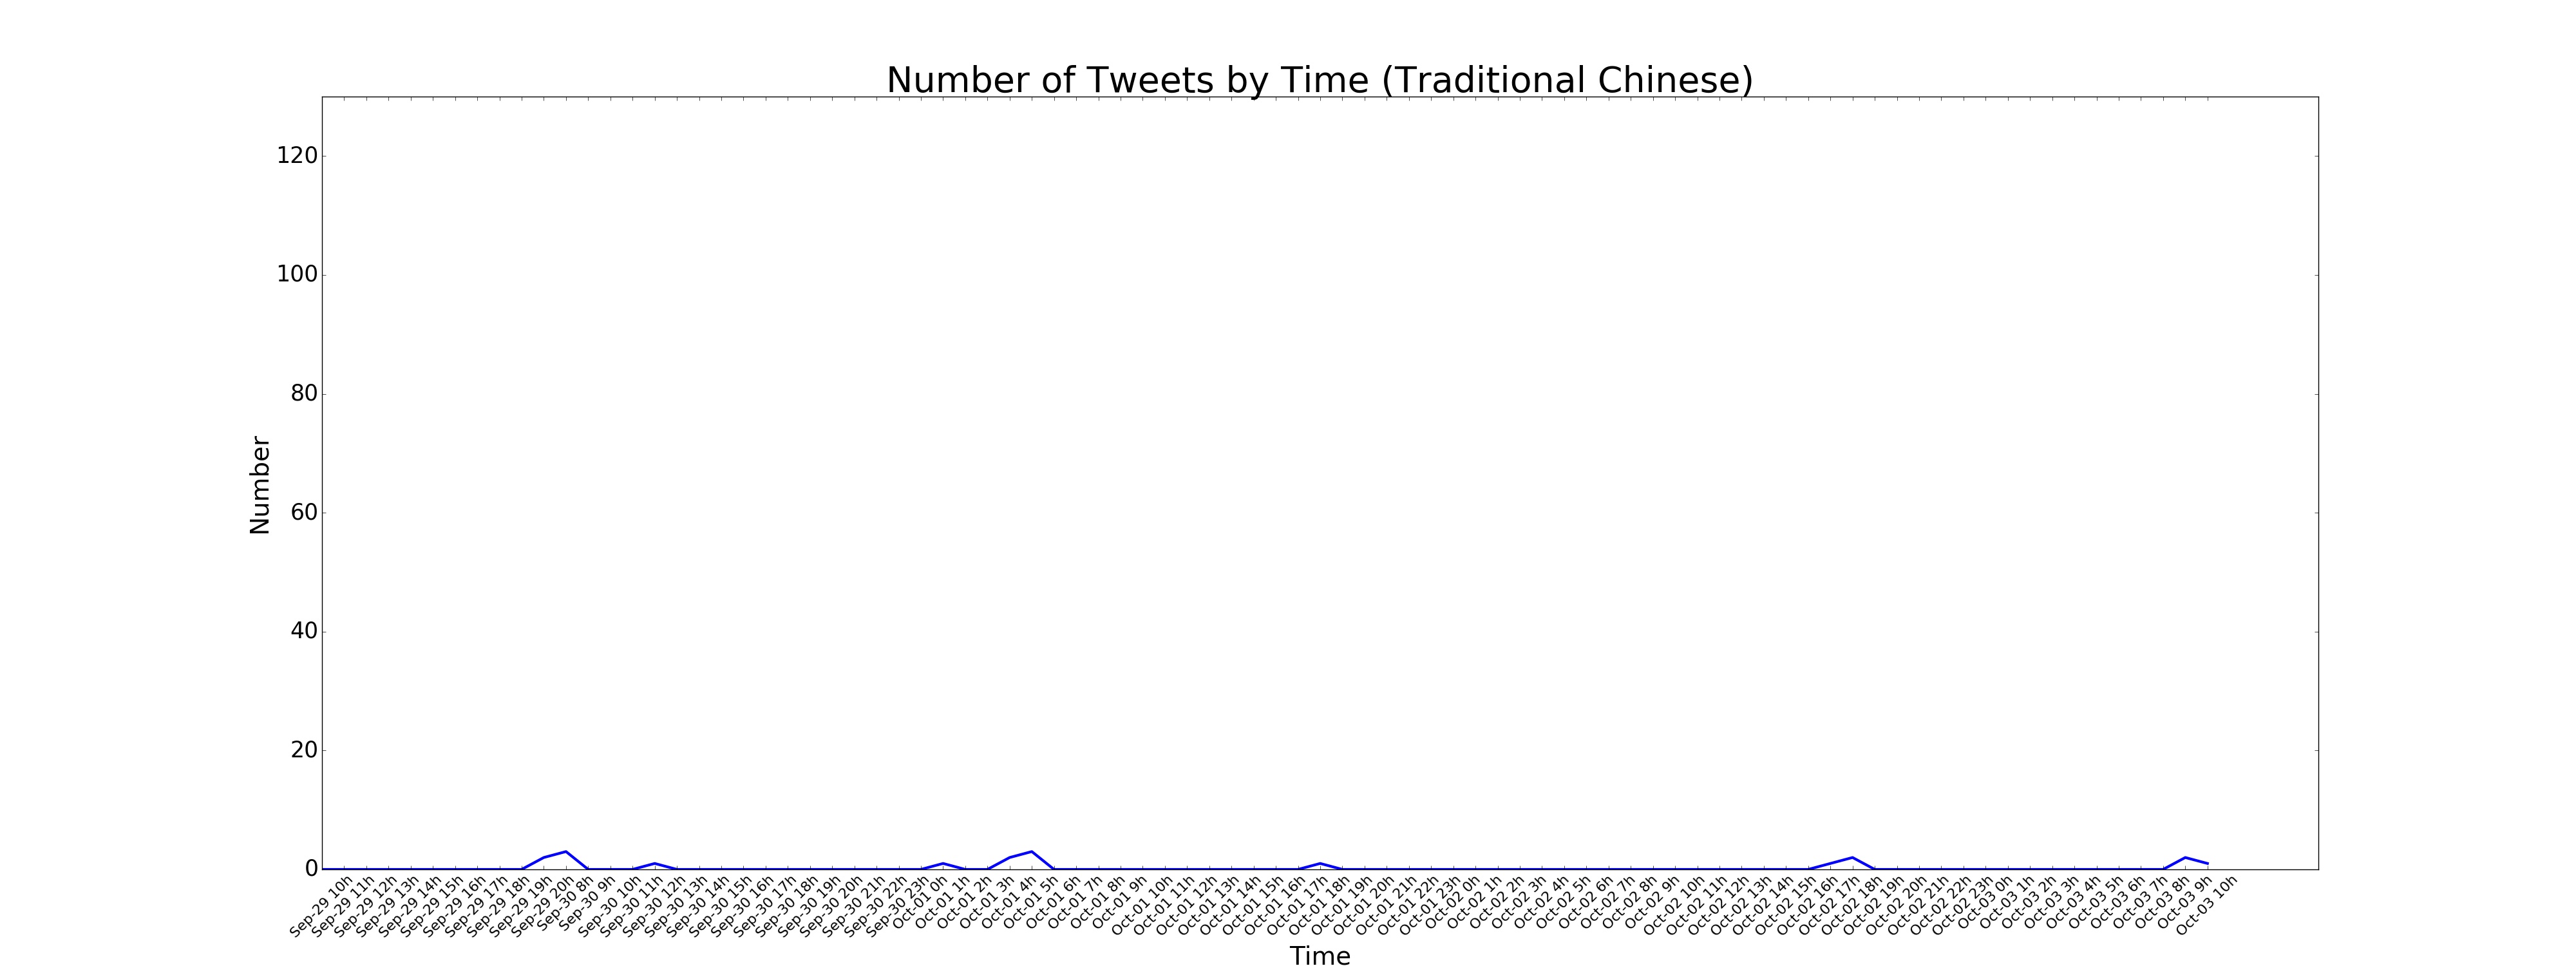 Number of Tweets by Time (Traditional Chinese)
120
100
80
60
40
20
0
Number
Sep-29 10h
Sep-29 11h
Sep-29 12h
Sep-29 13h
Sep-29 14h
Sep-29 15h
Sep-29 16h
Sep-29 17h
Sep-29 18h
Sep-29 19h
Sep-29 20h
Sep-30 8h
Sep-30 9h
Sep-30 10h
Sep-30 11h
Sep-30 12h
Sep-30 13h
Sep-30 14h
Sep-30 15h
Sep-30 16h
Sep-30 17h
Sep-30 18h
Sep-30 19h
Sep-30 20h
Sep-30 21h
Sep-30 22h
Sep-30 23h
Oct-01 0h
Oct-01 1h
Oct-01 2h
Oct-01 3h
Oct-01 4h
Oct-01 5h
Oct-01 6h
Oct-01 7h
Oct-01 8h
Oct-01 9h
Oct-01 10h
Oct-01 11h
Oct-01 12h
Oct-01 13h
Oct-01 14h
Oct-01 15h
Oct-01 16h
Oct-01 17h
Oct-01 18h
Oct-01 19h
Oct-01 20h
Oct-01 21h
Oct-01 22h
Oct-01 23h
Oct-02 0h
Oct-02 1h
Oct-02 2h
Oct-02 3h
Oct-02 4h
Oct-02 5h
Oct-02 6h
Oct-02 7h
Oct-02 8h
Oct-02 9h
Oct-02 10h
Oct-02 11h
Oct-02 12h
Oct-02 13h
Oct-02 14h
Oct-02 15h
Oct-02 16h
Oct-02 17h
Oct-02 18h
Oct-02 19h
Oct-02 20h
Oct-02 21h
Oct-02 22h
Oct-02 23h
Oct-03 0h
Oct-03 1h
Oct-03 2h
Oct-03 3h
Oct-03 4h
Oct-03 5h
Oct-03 6h
Oct-03 7h
Oct-03 8h
Oct-03 9h
Oct-03 10h
Time